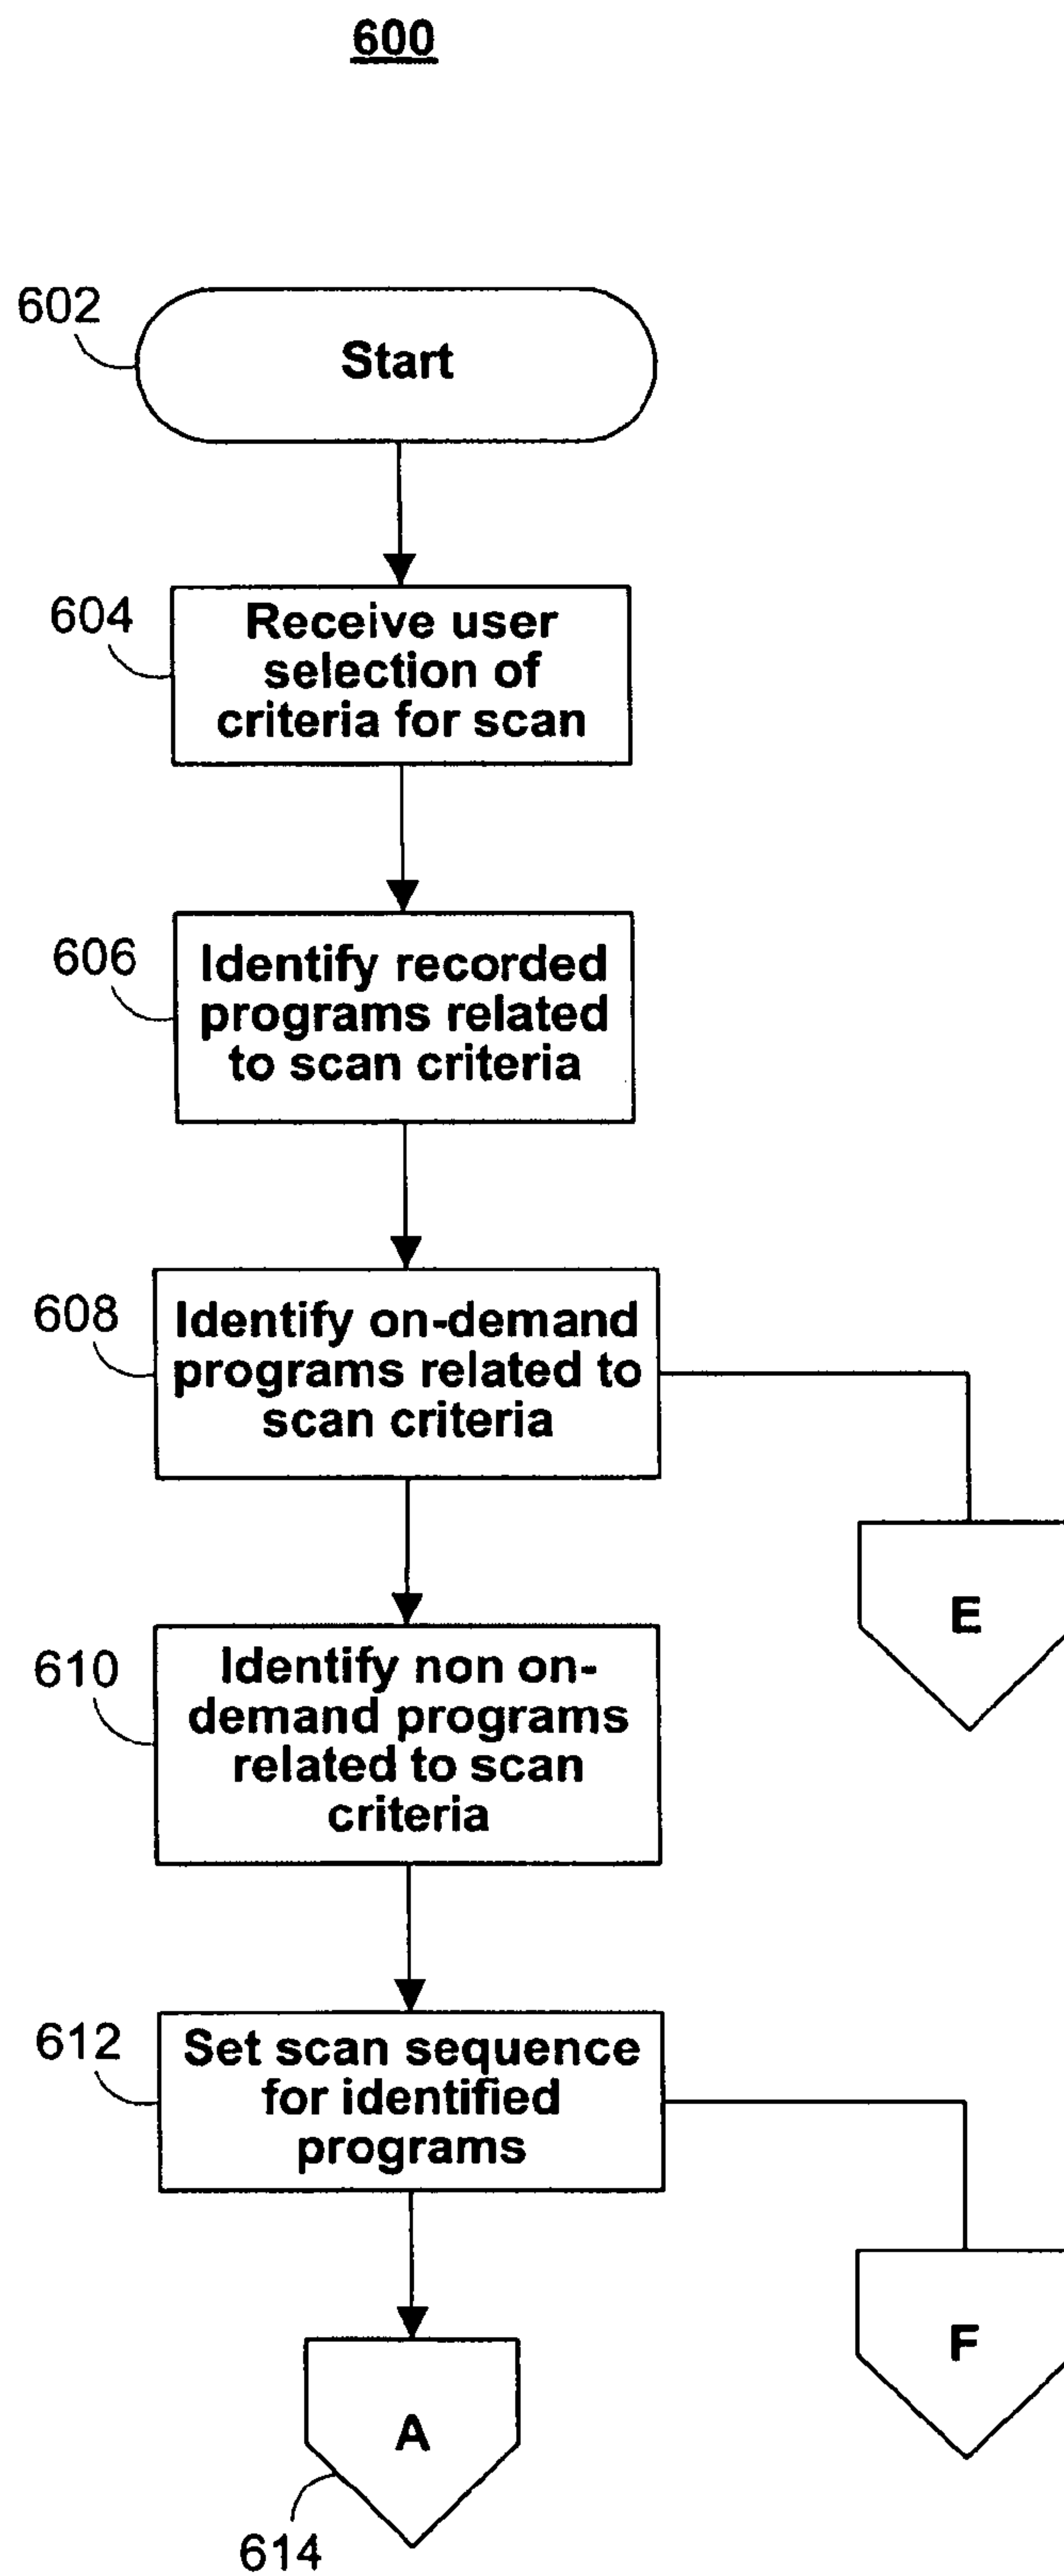 600
602
Start
604
Receive user
selection of
criteria for scan
606
Identify recorded
programs related
to scan criteria
608
Identify on-demand
programs related to
scan criteria
E
610
Identify non on-
demand programs
related to scan
criteria
612
Set scan sequence
for identified
programs
F
A
614